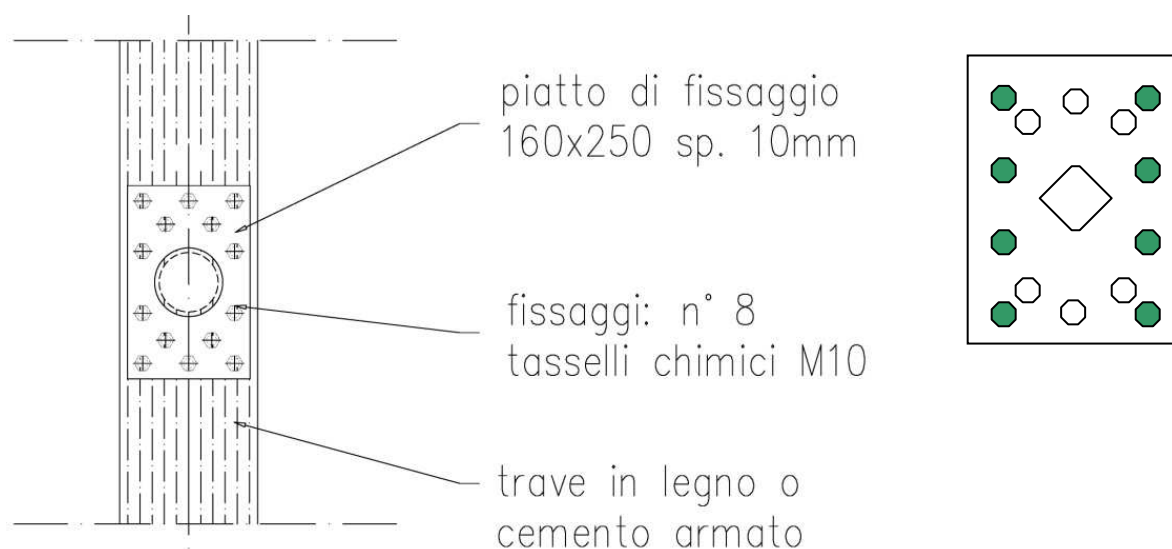 piatto di fissaggio
160x250 sp. 10mm
fissaggi: n° 8
tasselli chimici M10
trave in legno o
cemento armato